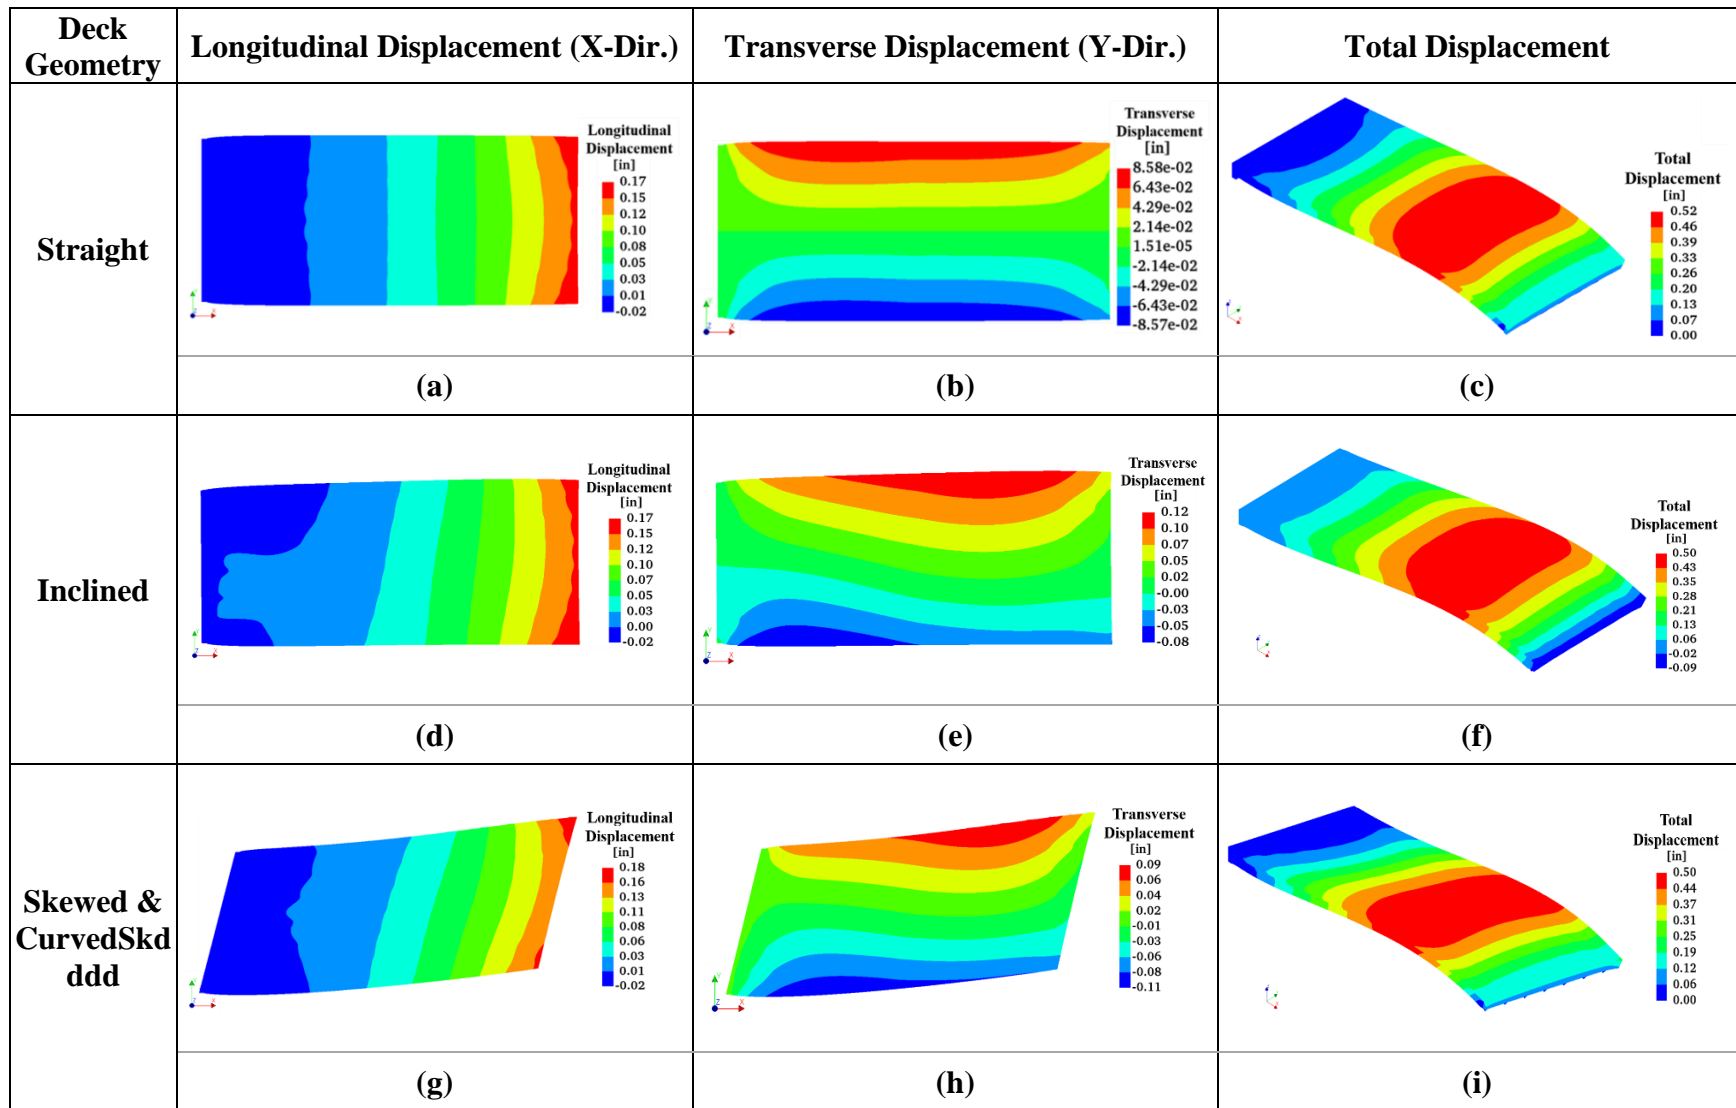 Deck
Geometry
Longitudinal Displacement (X-Dir.)
Transverse Displacement (Y-Dir.)
Total Displacement
Straight
Longitudinal
Displacement
[in]
0.17
0.15
0.12
0.10
0.08
0.05
0.03
0.01
-0.02
Y
Z
X
Transverse
Displacement
[in]
8.58e-02
6.43e-02
4.29e-02
2.14e-02
1.51e-05
-2.14e-02
-4.29e-02
-6.43e-02
-8.57e-02
Y
Z
X
Total
Displacement
[in]
0.52
0.46
0.39
0.33
0.26
0.20
0.13
0.07
0.00
(a)
(b)
(c)
Inclined
Longitudinal
Displacement
[in]
0.17
0.15
0.12
0.10
0.07
0.05
0.03
0.00
-0.02
Y
Z
X
Transverse
Displacement
[in]
0.12
0.10
0.07
0.05
0.02
-0.00
-0.03
-0.05
-0.08
Y
Z
X
Total
Displacement
[in]
0.50
0.43
0.35
0.28
0.21
0.13
0.06
-0.02
-0.09
(d)
(e)
(f)
Skewed &
CurvedSkd
ddd
Longitudinal
Displacement
[in]
0.18
0.16
0.13
0.11
0.08
0.06
0.03
0.01
-0.02
Y
Z
X
Transverse
Displacement
[in]
0.09
0.06
0.04
0.02
-0.01
-0.03
-0.06
-0.08
-0.11
Y
Z
X
Total
Displacement
[in]
0.50
0.44
0.37
0.31
0.25
0.19
0.12
0.06
0.00
(g)
(h)
(i)